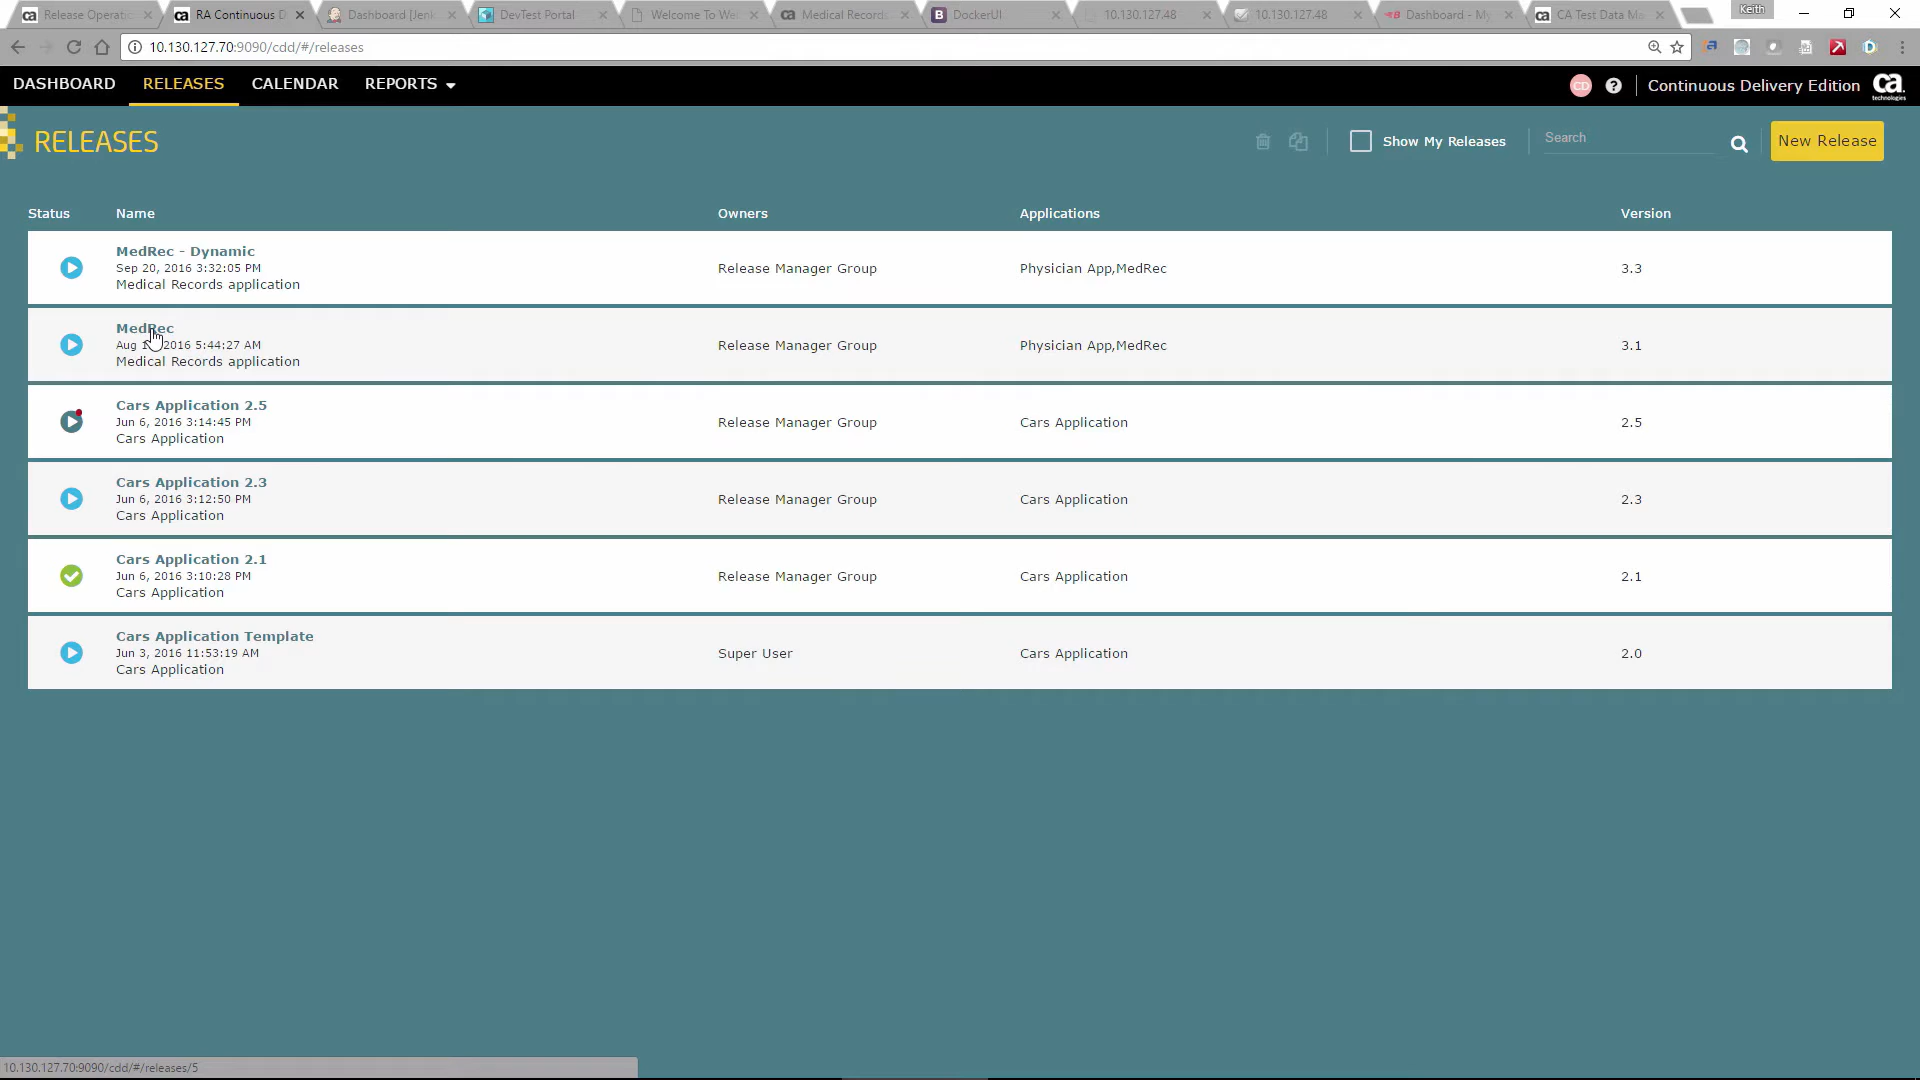 Release Operati
RA Continuous D
Dashboard [Jenk
DevTest Portal
Welcome To We
Medical Records
DockerUI
10.130.127.48
10.130.127.48
Dashboard - My
CA Test Data Ma
Keith
10.130.127.70:9090/cdd/#/releases
DASHBOARD RELEASES CALENDAR REPORTS
CD ? Continuous Delivery Edition ca technologies
RELEASES
Show My Releases Search New Release
Status Name Owners Applications Version
MedRec - Dynamic
Sep 20, 2016 3:32:05 PM
Medical Records application
Release Manager Group Physician App,MedRec 3.3
MedRec
Aug 1 2016 5:44:27 AM
Medical Records application
Release Manager Group Physician App,MedRec 3.1
Cars Application 2.5
Jun 6, 2016 3:14:45 PM
Cars Application
Release Manager Group Cars Application 2.5
Cars Application 2.3
Jun 6, 2016 3:12:50 PM
Cars Application
Release Manager Group Cars Application 2.3
Cars Application 2.1
Jun 6, 2016 3:10:28 PM
Cars Application
Release Manager Group Cars Application 2.1
Cars Application Template
Jun 3, 2016 11:53:19 AM
Cars Application
Super User Cars Application 2.0
10.130.127.70:9090/cdd/#/releases/5